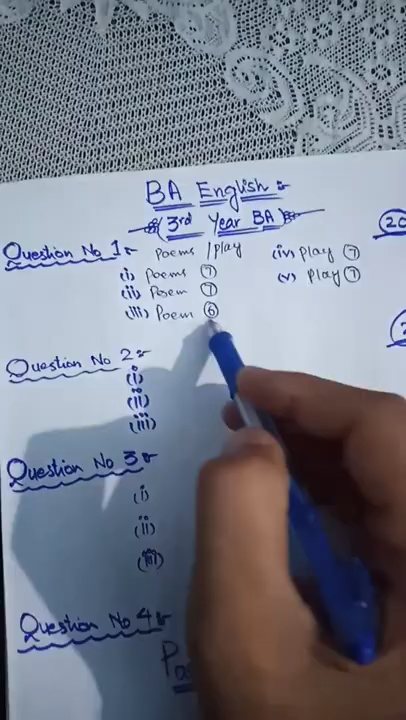 BA English:-
(3rd Year BA)
Question No 1:- Poems / play
(i) Poems (7)
(ii) Poem (7)
(iii) Poem (6)
(iv) Play (7)
(v) Play (7)
Question No 2:-
(i)
(ii)
(iii)
Question No 3:-
(i)
(ii)
(iii)
Question No 4:-